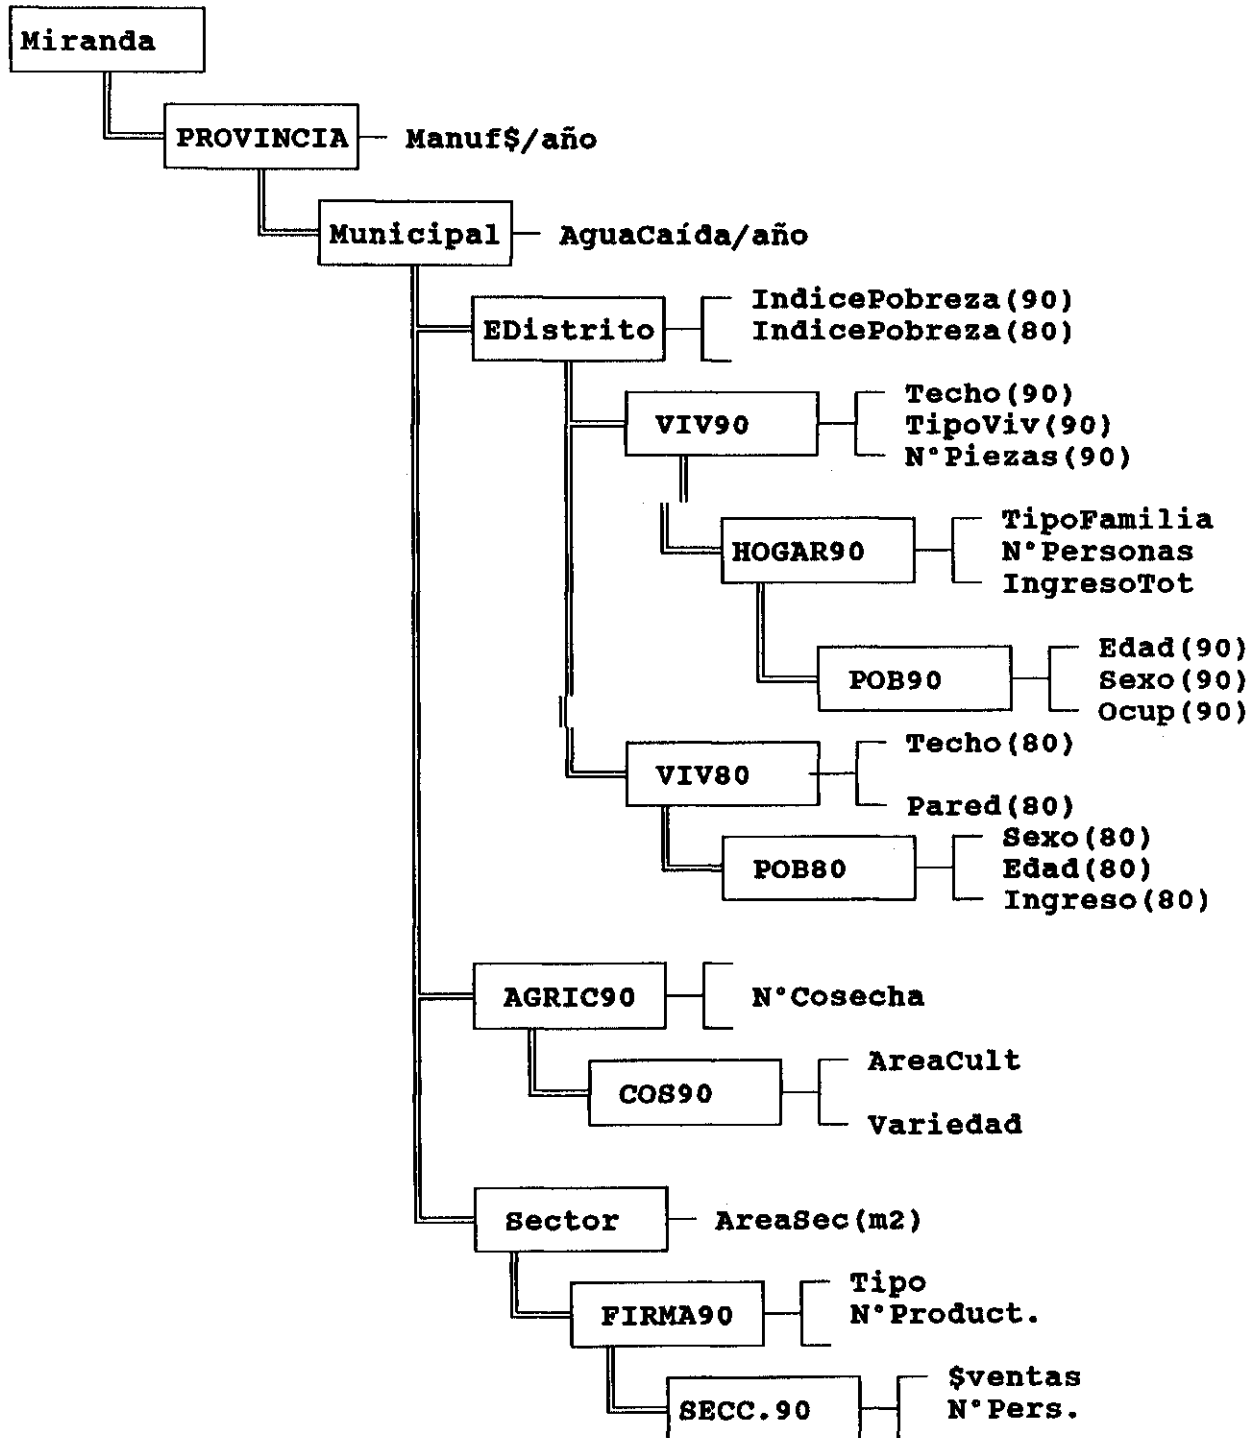 Miranda
PROVINCIA
Manuf$/año
Municipal
AguaCaída/año
EDistrito
IndicePobreza(90)
IndicePobreza(80)
VIV90
Techo(90)
TipoViv(90)
N°Piezas(90)
HOGAR90
TipoFamilia
N°Personas
IngresoTot
POB90
Edad(90)
Sexo(90)
Ocup(90)
VIV80
Techo(80)
Pared(80)
POB80
Sexo(80)
Edad(80)
Ingreso(80)
AGRIC90
N°Cosecha
COS90
AreaCult
Variedad
Sector
AreaSec(m2)
FIRMA90
Tipo
N°Product.
SECC.90
$ventas
N°Pers.